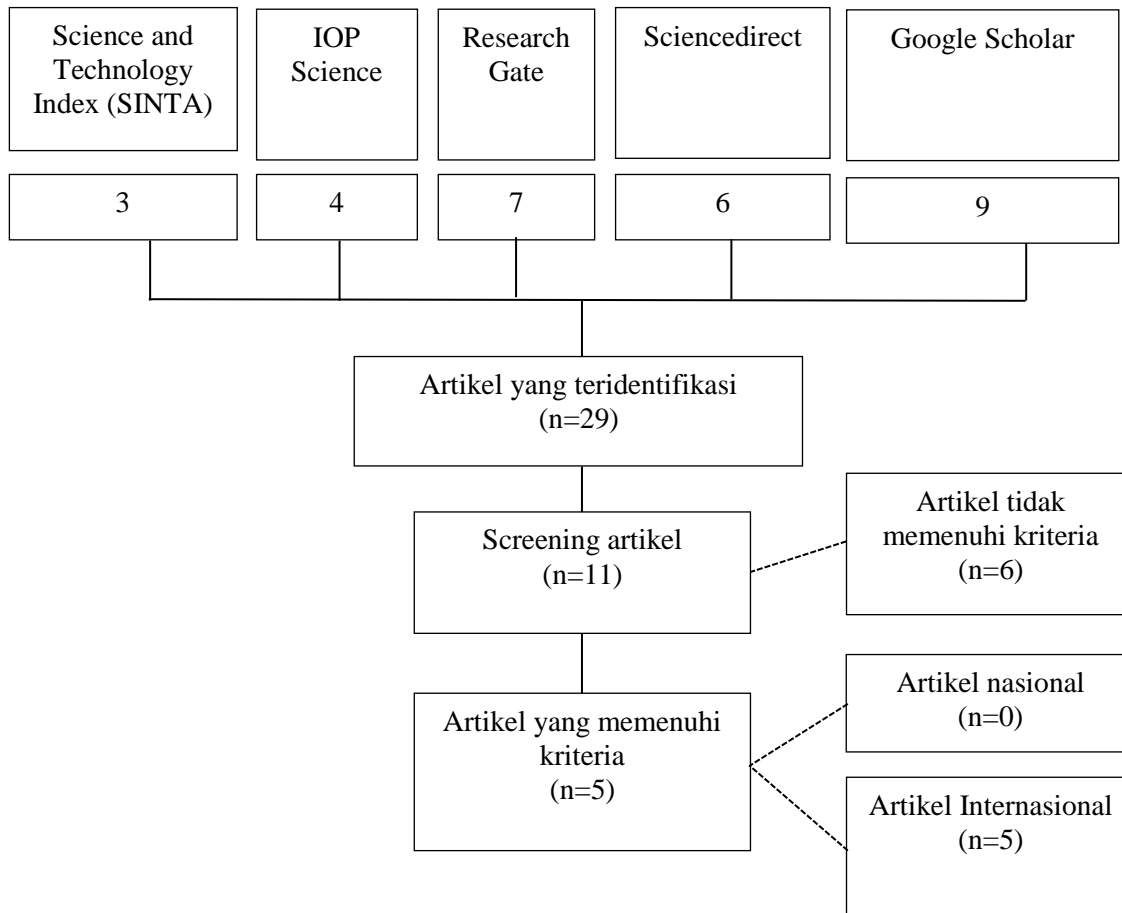 Science and
Technology
Index (SINTA)
IOP
Science
Research
Gate
Sciencedirect
Google Scholar
3
4
7
6
9
Artikel yang teridentifikasi
(n=29)
Screening artikel
(n=11)
Artikel tidak
memenuhi kriteria
(n=6)
Artikel yang memenuhi
kriteria
(n=5)
Artikel nasional
(n=0)
Artikel Internasional
(n=5)